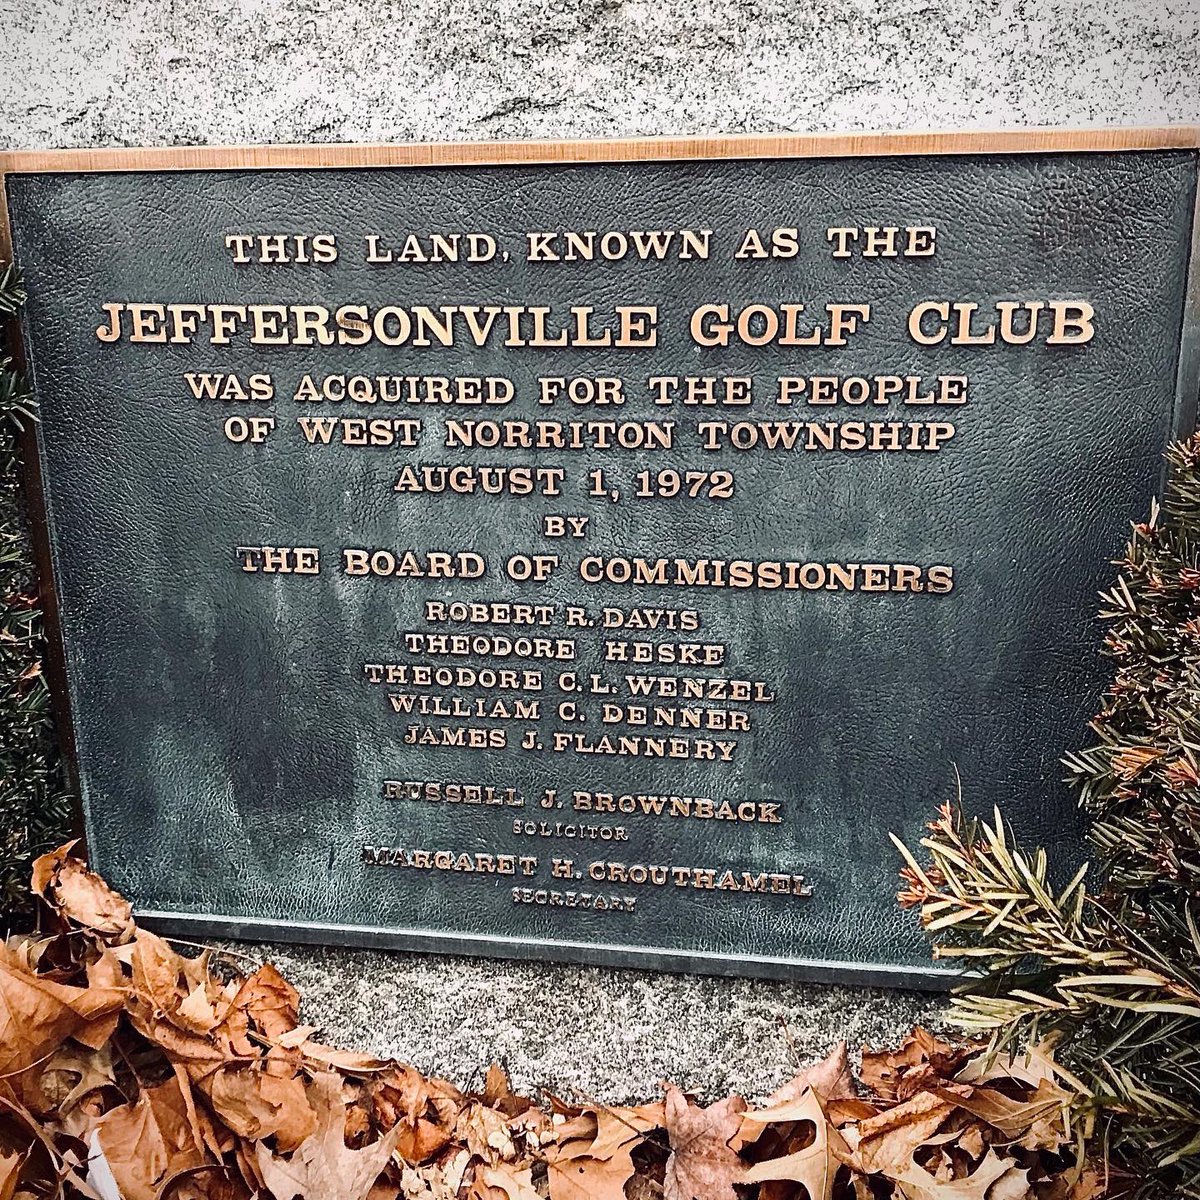 THIS LAND, KNOWN AS THE
JEFFERSONVILLE GOLF CLUB
WAS ACQUIRED FOR THE PEOPLE
OF WEST NORRITON TOWNSHIP
AUGUST 1, 1972
BY
THE BOARD OF COMMISSIONERS
ROBERT R. DAVIS
THEODORE HESKE
THEODORE C. L. WENZEL
WILLIAM C. DENNER
JAMES J. FLANNERY
RUSSELL J. BROWNBACK
SOLICITOR
MARGARET H. CROUTHAMEL
SECRETARY